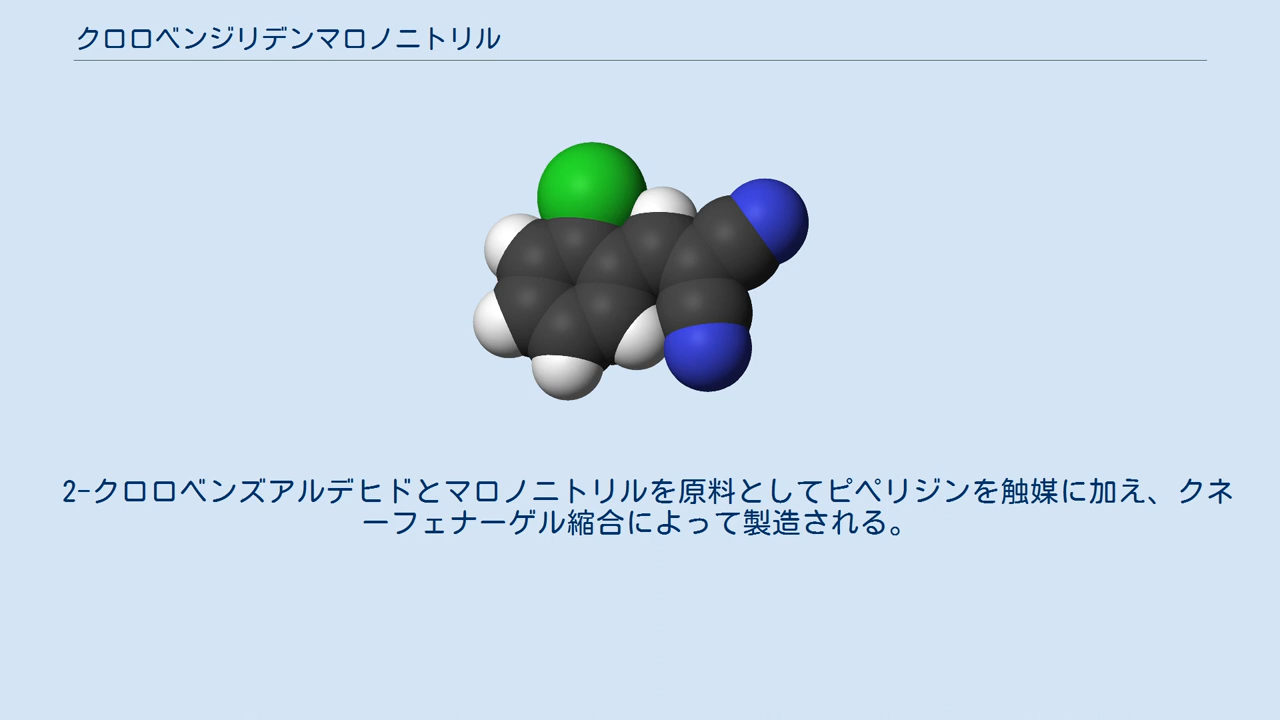 クロロベンジリデンマロノニトリル
2-クロロベンズアルデヒドとマロノニトリルを原料としてピペリジンを触媒に加え、クネ
ーフェナーゲル縮合によって製造される。